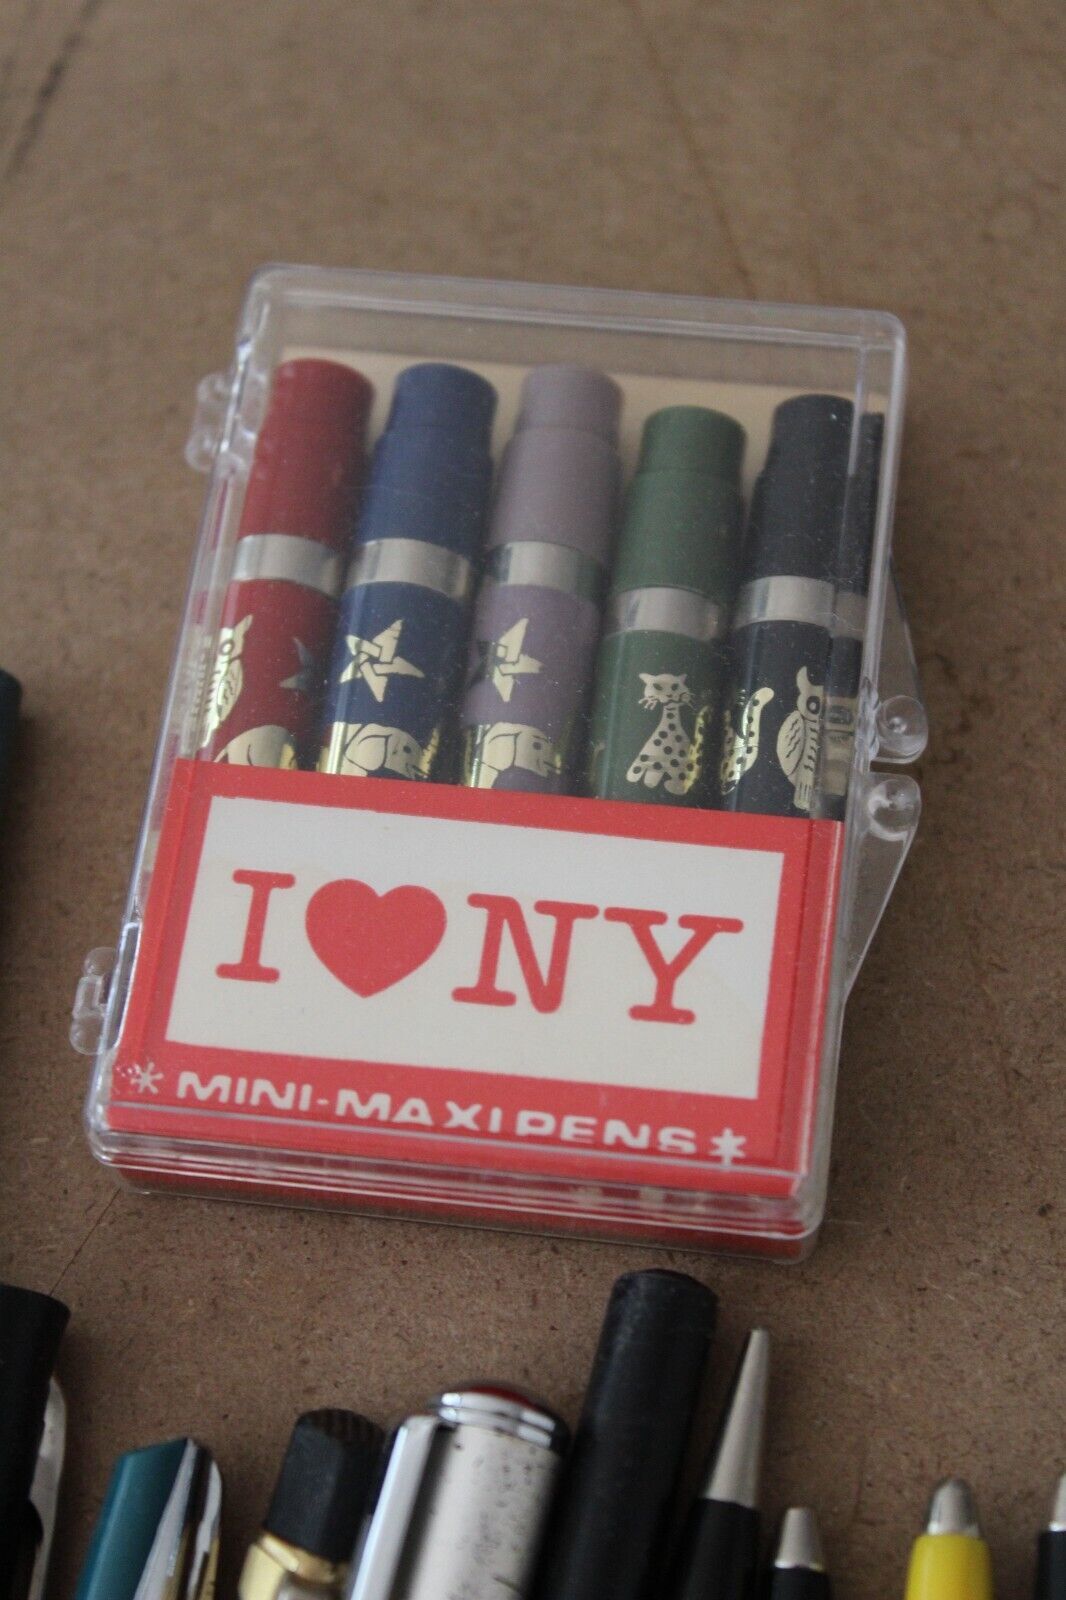 I ♥ NY
* MINI-MAXI PENS *